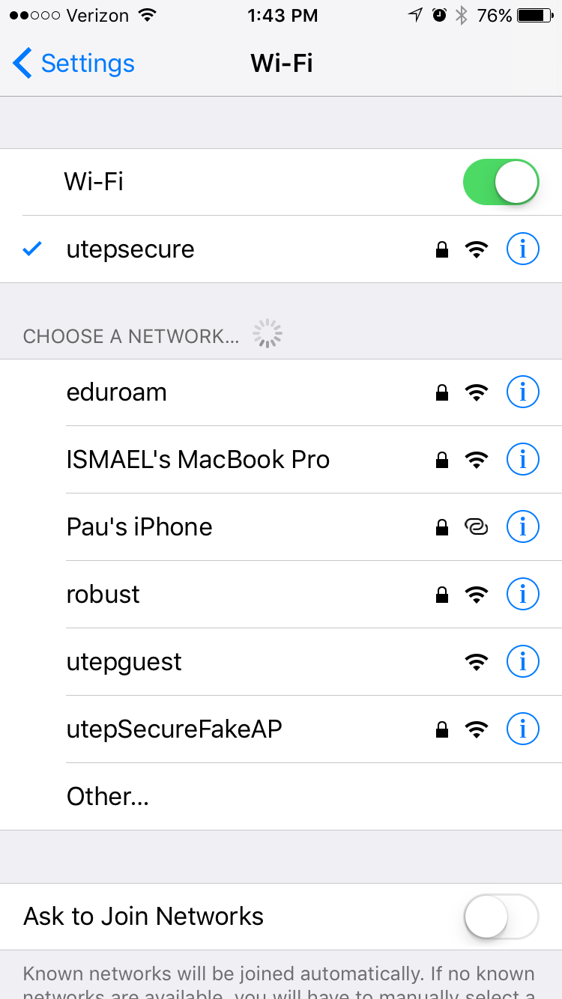 Verizon 1:43 PM 76%
Settings Wi-Fi
Wi-Fi
utepsecure
CHOOSE A NETWORK...
eduroam
ISMAEL's MacBook Pro
Pau's iPhone
robust
utepguest
utepSecureFakeAP
Other...
Ask to Join Networks
Known networks will be joined automatically. If no known
networks are available, you will have to manually select a